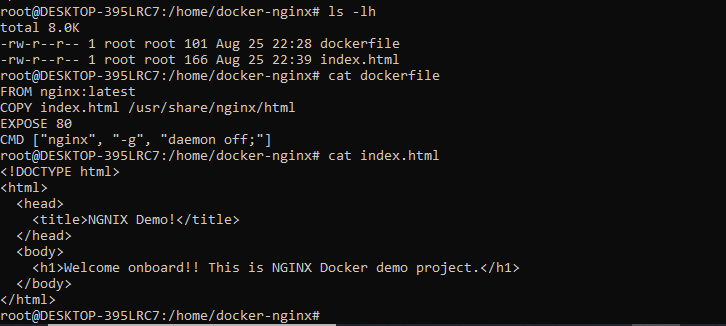 root@DESKTOP-395LRC7:/home/docker-nginx# ls -lh
total 8.0K
-rw-r--r-- 1 root root 101 Aug 25 22:28 dockerfile
-rw-r--r-- 1 root root 166 Aug 25 22:39 index.html
root@DESKTOP-395LRC7:/home/docker-nginx# cat dockerfile
FROM nginx:latest
COPY index.html /usr/share/nginx/html
EXPOSE 80
CMD ["nginx", "-g", "daemon off;"]
root@DESKTOP-395LRC7:/home/docker-nginx# cat index.html
<!DOCTYPE html>
<html>
  <head>
    <title>NGNIX Demo!</title>
  </head>
  <body>
    <h1>Welcome onboard!! This is NGINX Docker demo project.</h1>
  </body>
</html>
root@DESKTOP-395LRC7:/home/docker-nginx#